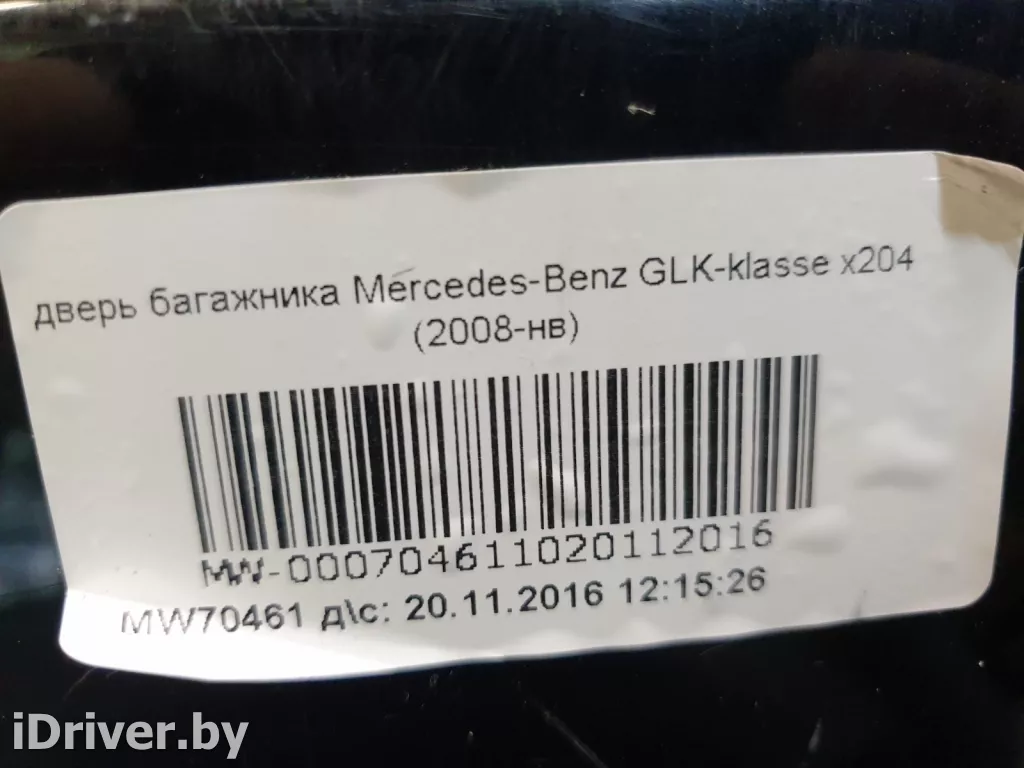 дверь багажника Mercedes-Benz GLK-klasse x204
(2008-нв)
MW-000704611020112016
MW70461 д\с: 20.11.2016 12:15:26
iDriver.by